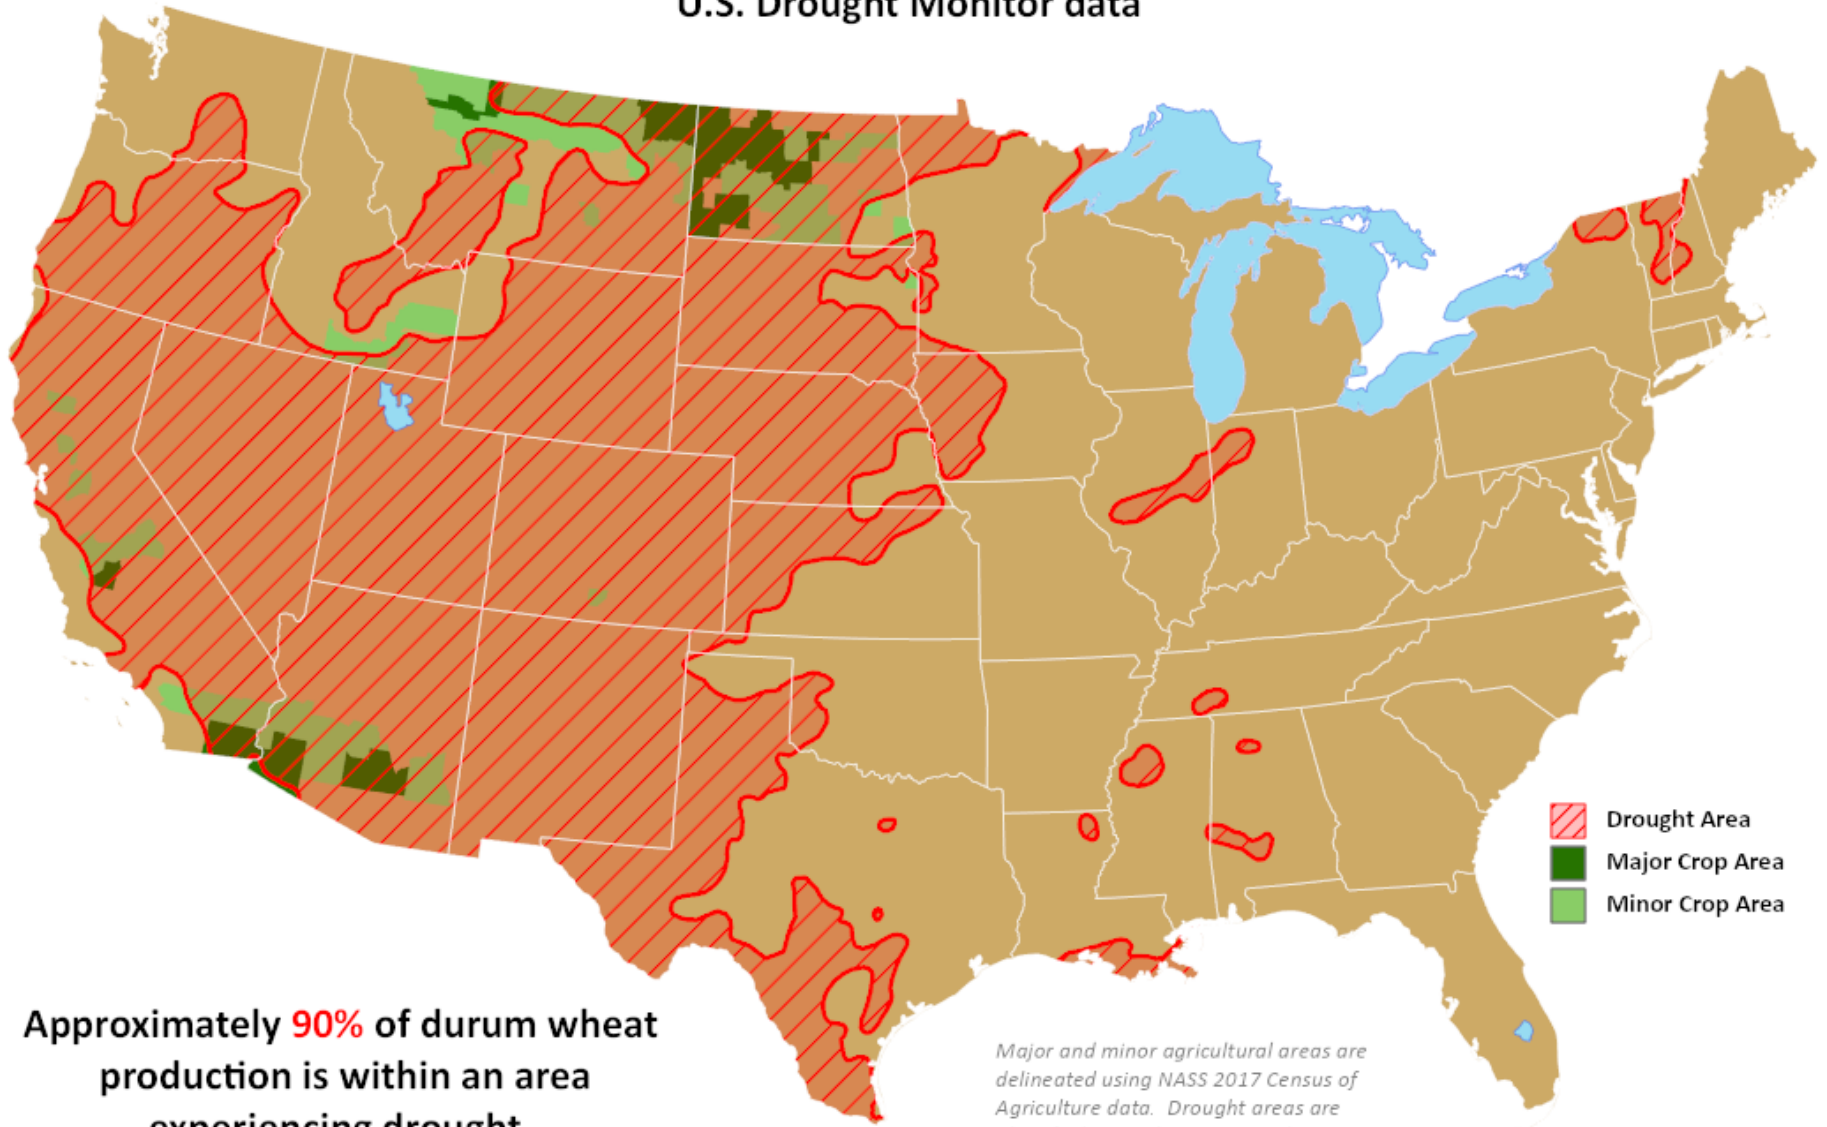 U.S. Drought Monitor data
Drought Area
Major Crop Area
Minor Crop Area
Approximately 90% of durum wheat
production is within an area
experiencing drought
Major and minor agricultural areas are
delineated using NASS 2017 Census of
Agriculture data. Drought areas are